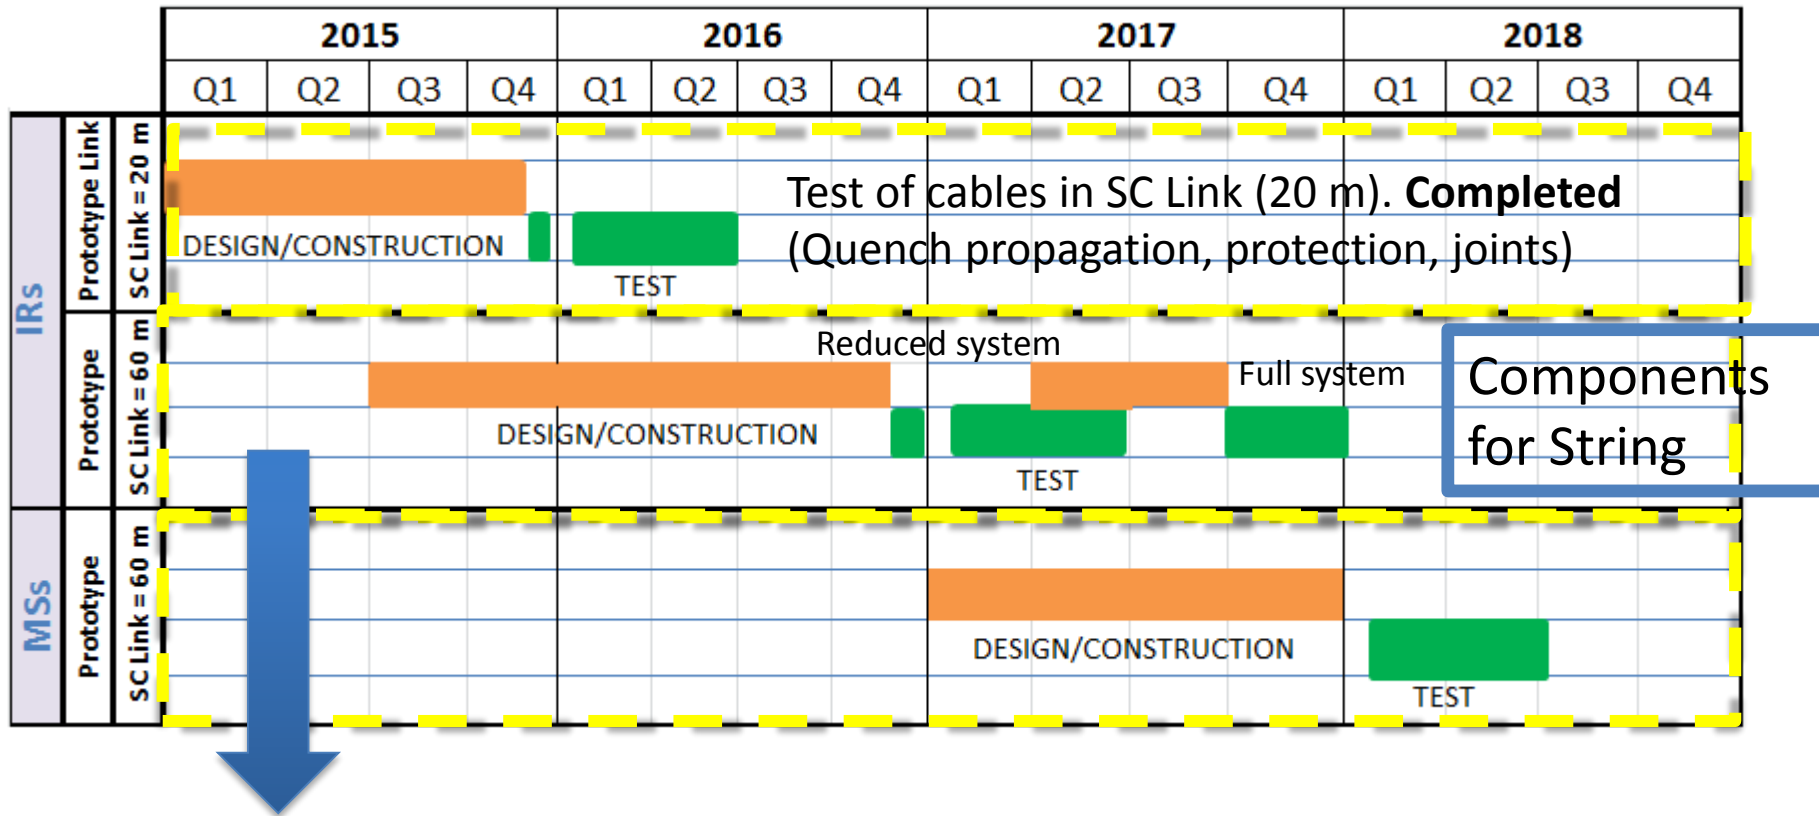 2015 2016 2017 2018
Q1 Q2 Q3 Q4 Q1 Q2 Q3 Q4 Q1 Q2 Q3 Q4 Q1 Q2 Q3 Q4
IRs
Prototype Link
SC Link = 20 m
Test of cables in SC Link (20 m). Completed
(Quench propagation, protection, joints)
DESIGN/CONSTRUCTION
TEST
Prototype
SC Link = 60 m
Reduced system
Full system
Components
for String
DESIGN/CONSTRUCTION
TEST
MSs
Prototype
SC Link = 60 m
DESIGN/CONSTRUCTION
TEST